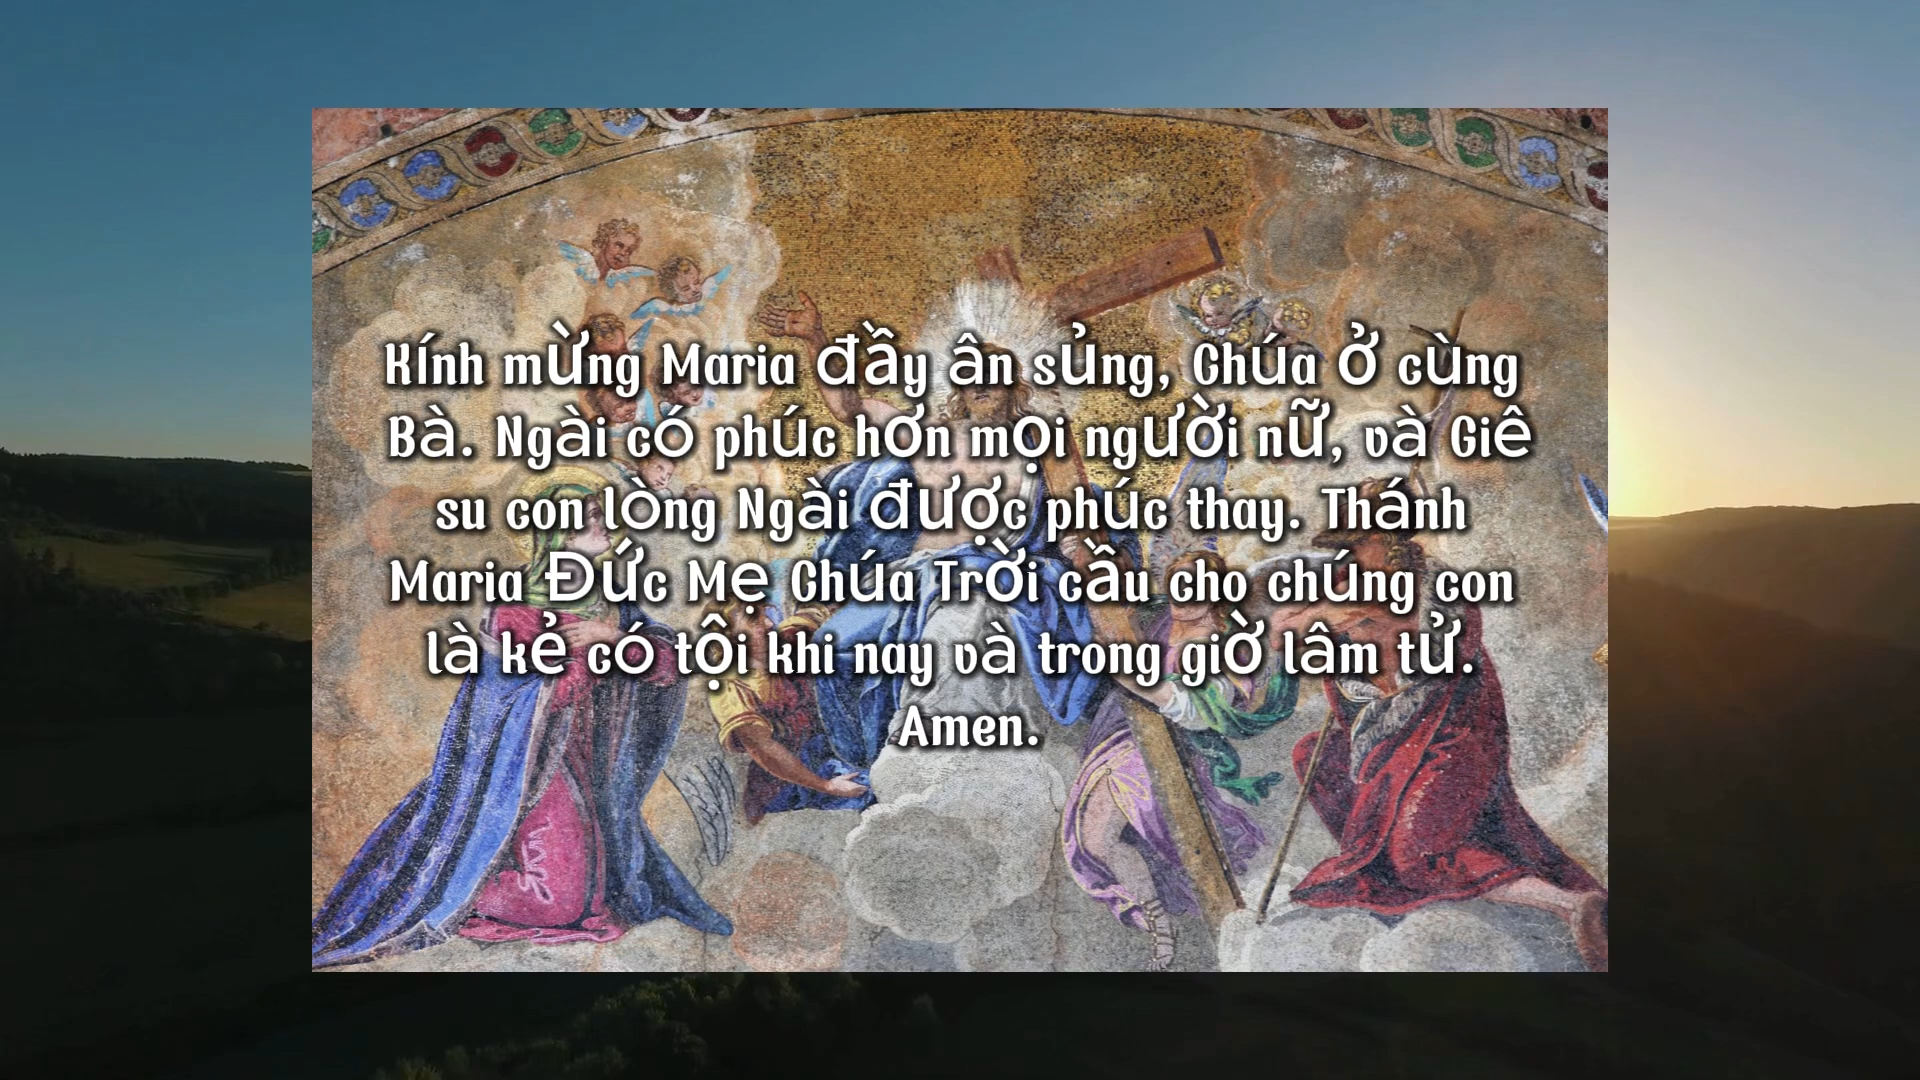 Kính mừng Maria đầy ân sủng, Chúa ở cùng
Bà. Ngài có phúc hơn mọi người nữ, và Giê
su con lòng Ngài được phúc thay. Thánh
Maria Đức Mẹ Chúa Trời cầu cho chúng con
là kẻ có tội khi nay và trong giờ lâm tử.
Amen.